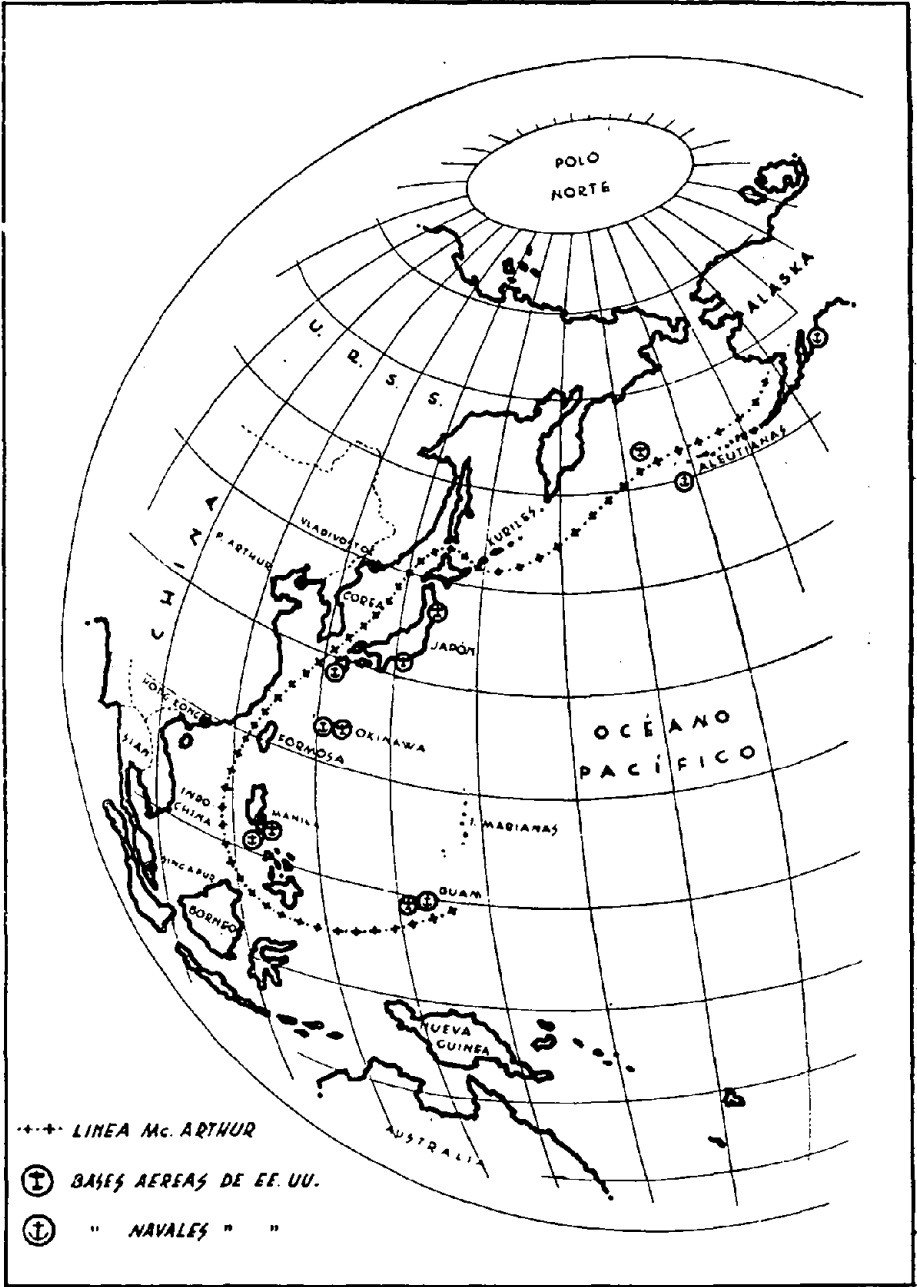 POLO
NORTE
ALASKA
U. R. S. S.
ALEUTIANAS
CHINA
VLADIVOSTOK
P. ARTHUR
KURILES
COREA
JAPÓN
HONG KONG
SIAM
FORMOSA
OKINAWA
OCÉANO
PACÍFICO
INDO
CHINA
MANILA
I. MARIANAS
SINGAPUR
GUAM
BORNEO
NUEVA
GUINEA
AUSTRALIA
LINEA Mc. ARTHUR
BASES AEREAS DE EE. UU.
" NAVALES " "